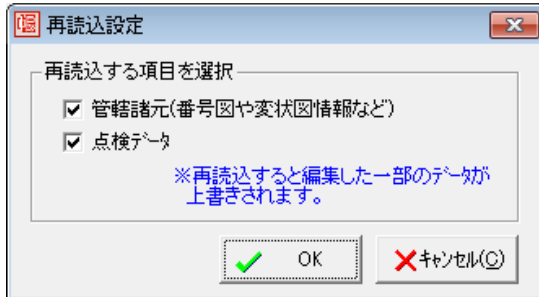 再読込設定
再読込する項目を選択
管轄諸元(番号図や変状図情報など)
点検ﾃﾞｰﾀ
※再読込すると編集した一部のﾃﾞｰﾀが
上書きされます。
OK
ｷｬﾝｾﾙ(C)